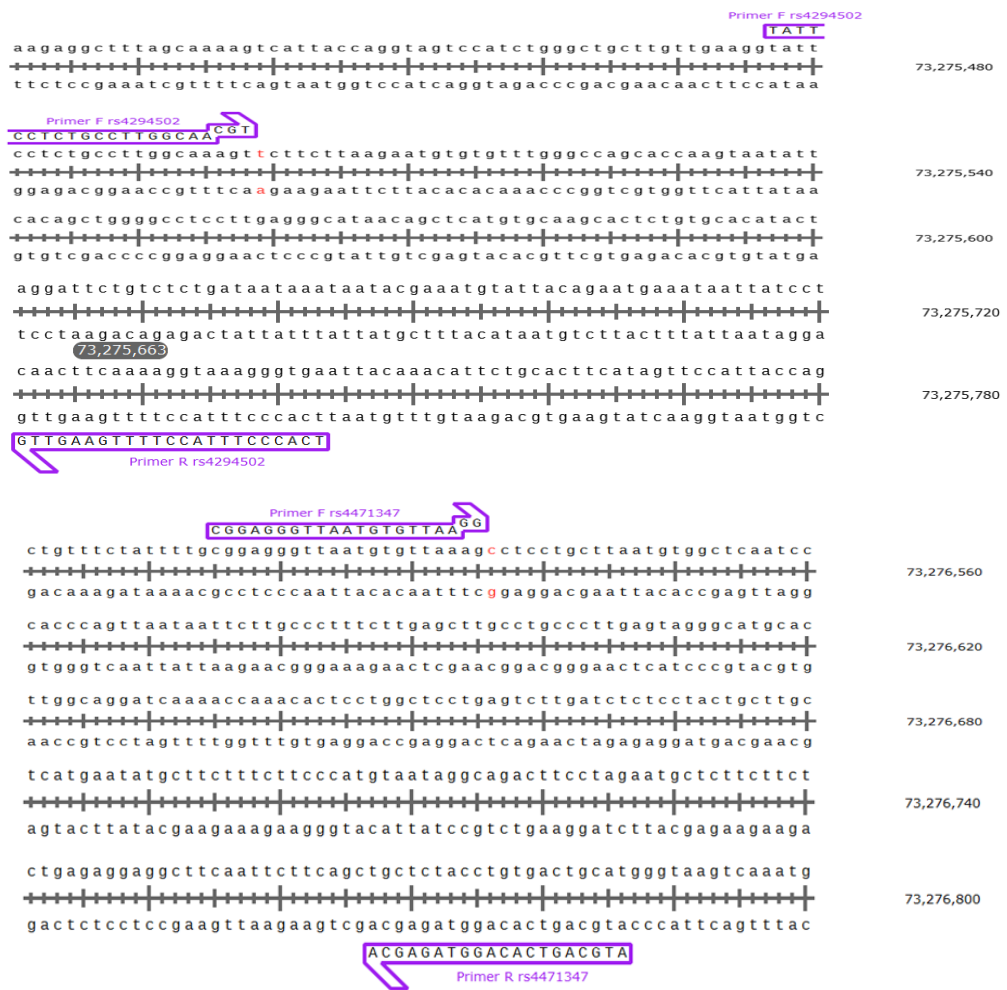 Primer F rs4294502
TATT
aagaggctttagcaaaagtcattaccaggtagtccatctgggctgcttgttgaaggtatt
73,275,480
ttctccgaaatcgttttcagtaatggtccatcaggtagacccgacgaacaacttccataa
Primer F rs4294502
CCTCTGCCTTGGCAACGT
cctctgccttggcaaagttcttcttaagaatgtgtgtttgggccagcaccaagtaatatt
73,275,540
ggagacggaaccgtttcaagaagaattcttacacacaaacccggtcgtggttcattataa
cacagctggggcctccttgagggcataacagctcatgtgcaagcactctgtgcacatact
73,275,600
gtgtcgaccccggaggaactcccgtattgtcgagtacacgttcgtgagacacgtgtatga
aggattctgtctctgataataaataatacgaaatgtattacagaatgaaataattatcct
73,275,720
tcctaagacagagactattatttattatgctttacataatgtcttactttattaatagga
73,275,663
caacttcaaaaggtaaagggtgaattacaaacattctgcacttcatagttccattaccag
73,275,780
gttgaagttttccatttcccacttaatgtttgtaagacgtgaagtatcaaggtaatggtc
GTTGAAGTTTTCCATTTCCCACT
Primer R rs4294502
Primer F rs4471347
CGGAGGGTTAATGTGTTAAGG
ctgtttctattttgcggagggttaatgtgttaaagcctcctgcttaatgtggctcaatcc
73,276,560
gacaaagataaaacgcctcccaattacacaatttcggaggacgaattacaccgagttagg
cacccagttaataattcttgccctttcttgagcttgcctgcccttgagtagggcatgcac
73,276,620
gtgggtcaattattaagaacgggaaagaactcgaacggacgggaactcatcccgtacgtg
ttggcaggatcaaaaccaaacactcctggctcctgagtcttgatctctcctactgcttgc
73,276,680
aaccgtcctagttttggtttgtgaggaccgaggactcagaactagagaggatgacgaacg
tcatgaatatgcttctttcttcccatgtaataggcagacttcctagaatgctcttcttct
73,276,740
agtacttatacgaagaaagaagggtacattatccgtctgaaggatcttacgagaagaaga
ctgagaggaggcttcaattcttcagctgctctacctgtgactgcatgggtaagtcaaatg
73,276,800
gactctcctccgaagttaagaagtcgacgagatggacactgacgtacccattcagtttac
ACGAGATGGACACTGACGTA
Primer R rs4471347